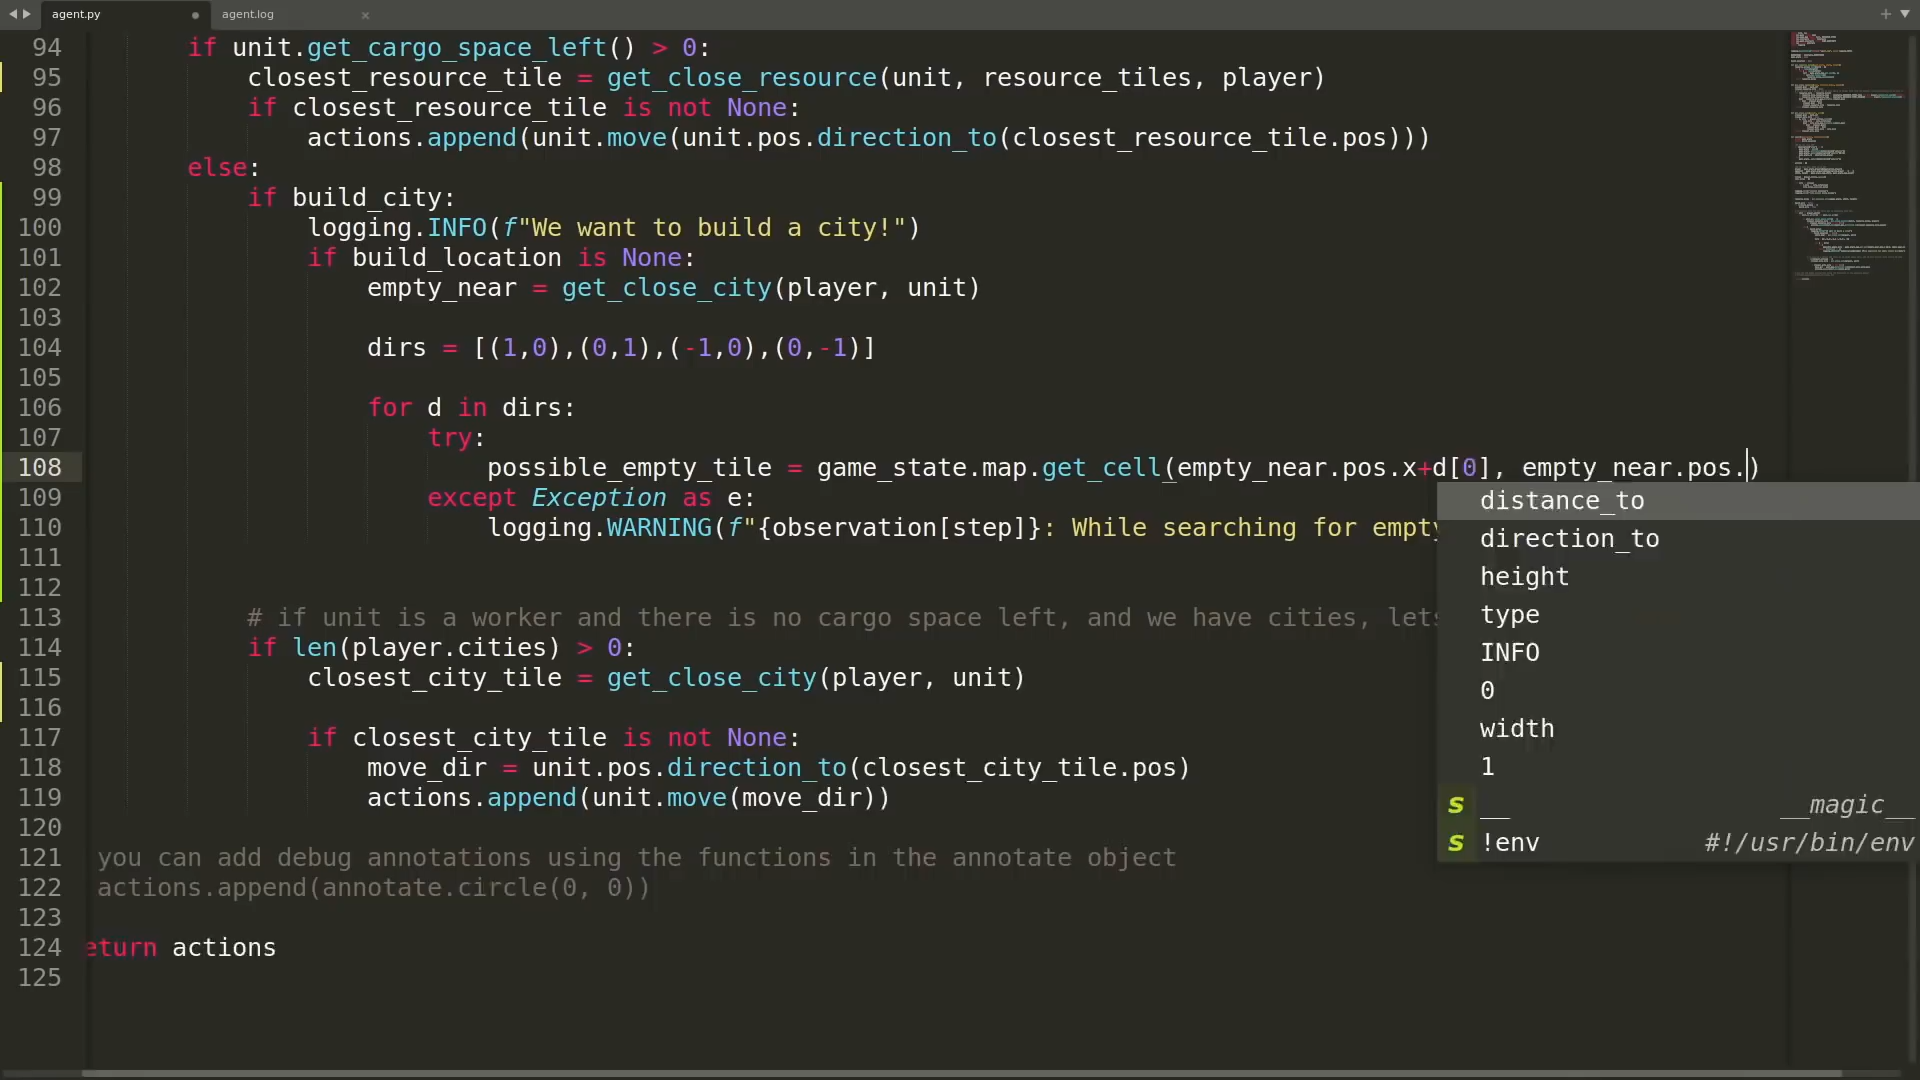 agent.py
agent.log
94 if unit.get_cargo_space_left() > 0:
95 closest_resource_tile = get_close_resource(unit, resource_tiles, player)
96 if closest_resource_tile is not None:
97 actions.append(unit.move(unit.pos.direction_to(closest_resource_tile.pos)))
98 else:
99 if build_city:
100 logging.INFO(f"We want to build a city!")
101 if build_location is None:
102 empty_near = get_close_city(player, unit)
103
104 dirs = [(1,0),(0,1),(-1,0),(0,-1)]
105
106 for d in dirs:
107 try:
108 possible_empty_tile = game_state.map.get_cell(empty_near.pos.x+d[0], empty_near.pos.)
109 except Exception as e:
110 logging.WARNING(f"{observation[step]}: While searching for empty
111
112
113 # if unit is a worker and there is no cargo space left, and we have cities, lets
114 if len(player.cities) > 0:
115 closest_city_tile = get_close_city(player, unit)
116
117 if closest_city_tile is not None:
118 move_dir = unit.pos.direction_to(closest_city_tile.pos)
119 actions.append(unit.move(move_dir))
120
121 you can add debug annotations using the functions in the annotate object
122 actions.append(annotate.circle(0, 0))
123
124 eturn actions
125
distance_to
direction_to
height
type
INFO
0
width
1
s __ __magic__
s !env #!/usr/bin/env